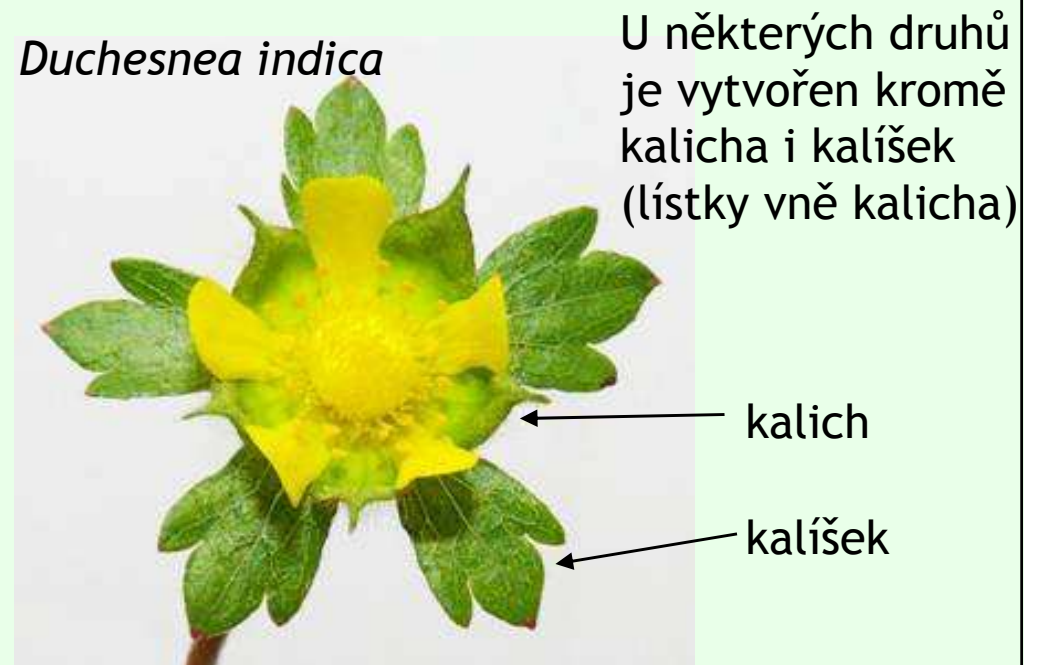 Duchesnea indica
U některých druhů
je vytvořen kromě
kalicha i kalíšek
(lístky vně kalicha)
kalich
kalíšek